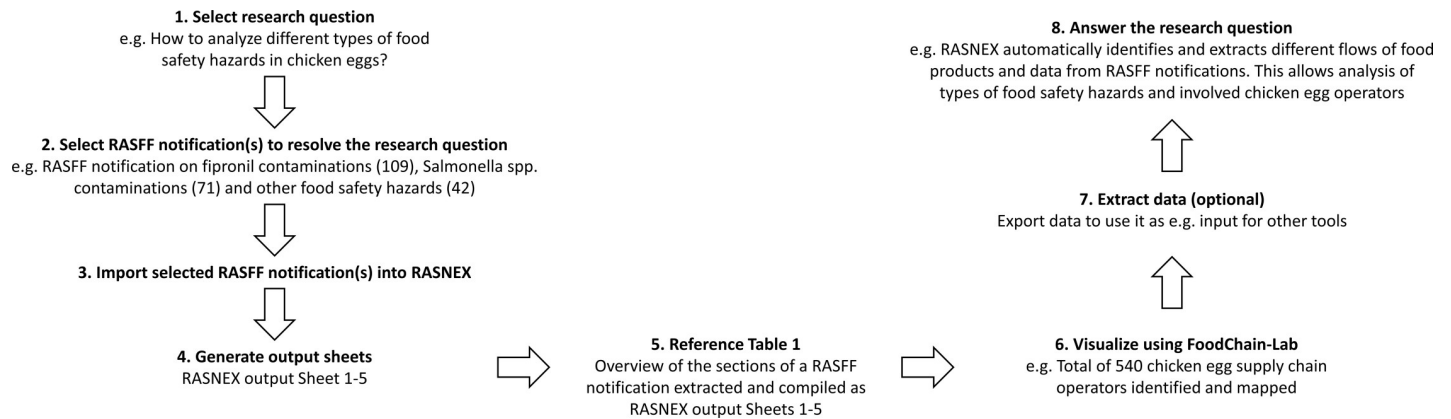 1. Select research question
e.g. How to analyze different types of food
safety hazards in chicken eggs?
2. Select RASFF notification(s) to resolve the research question
e.g. RASFF notification on fipronil contaminations (109), Salmonella spp.
contaminations (71) and other food safety hazards (42)
3. Import selected RASFF notification(s) into RASNEX
4. Generate output sheets
RASNEX output Sheet 1-5
5. Reference Table 1
Overview of the sections of a RASFF
notification extracted and compiled as
RASNEX output Sheets 1-5
6. Visualize using FoodChain-Lab
e.g. Total of 540 chicken egg supply chain
operators identified and mapped
7. Extract data (optional)
Export data to use it as e.g. input for other tools
8. Answer the research question
e.g. RASNEX automatically identifies and extracts different flows of food
products and data from RASFF notifications. This allows analysis of
types of food safety hazards and involved chicken egg operators